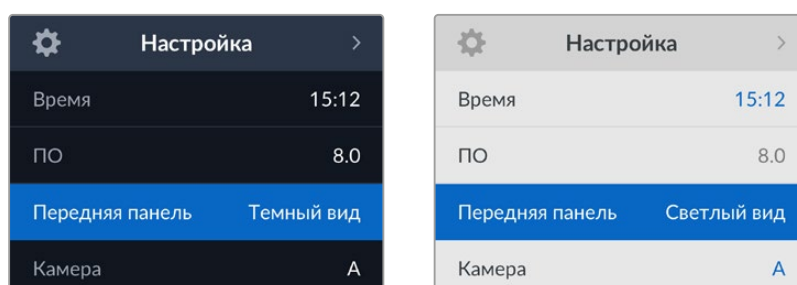 Настройка
Время 15:12
ПО 8.0
Передняя панель Темный вид
Камера A
Настройка
Время 15:12
ПО 8.0
Передняя панель Светлый вид
Камера A